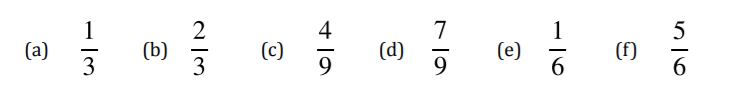 (a) 1/3 (b) 2/3 (c) 4/9 (d) 7/9 (e) 1/6 (f) 5/6